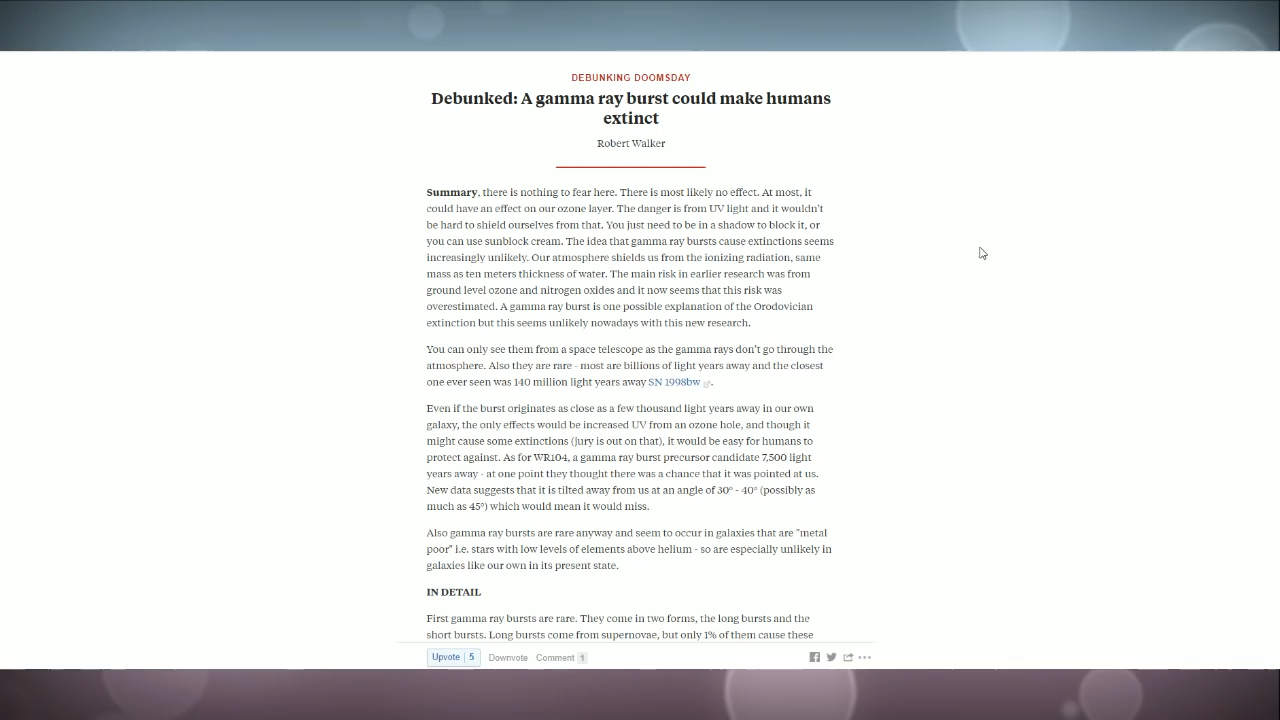 DEBUNKING DOOMSDAY
Debunked: A gamma ray burst could make humans
extinct
Robert Walker
Summary, there is nothing to fear here. There is most likely no effect. At most, it
could have an effect on our ozone layer. The danger is from UV light and it wouldn't
be hard to shield ourselves from that. You just need to be in a shadow to block it, or
you can use sunblock cream. The idea that gamma ray bursts cause extinctions seems
increasingly unlikely. Our atmosphere shields us from the ionizing radiation, same
mass as ten meters thickness of water. The main risk in earlier research was from
ground level ozone and nitrogen oxides and it now seems that this risk was
overestimated. A gamma ray burst is one possible explanation of the Orodovician
extinction but this seems unlikely nowadays with this new research.
You can only see them from a space telescope as the gamma rays don't go through the
atmosphere. Also they are rare - most are billions of light years away and the closest
one ever seen was 140 million light years away SN 1998bw .
Even if the burst originates as close as a few thousand light years away in our own
galaxy, the only effects would be increased UV from an ozone hole, and though it
might cause some extinctions (jury is out on that), it would be easy for humans to
protect against. As for WR104, a gamma ray burst precursor candidate 7,500 light
years away - at one point they thought there was a chance that it was pointed at us.
New data suggests that it is tilted away from us at an angle of 30° - 40° (possibly as
much as 45°) which would mean it would miss.
Also gamma ray bursts are rare anyway and seem to occur in galaxies that are "metal
poor" i.e. stars with low levels of elements above helium - so are especially unlikely in
galaxies like our own in its present state.
IN DETAIL
First gamma ray bursts are rare. They come in two forms, the long bursts and the
short bursts. Long bursts come from supernovae, but only 1% of them cause these
Upvote 5 Downvote Comment 1